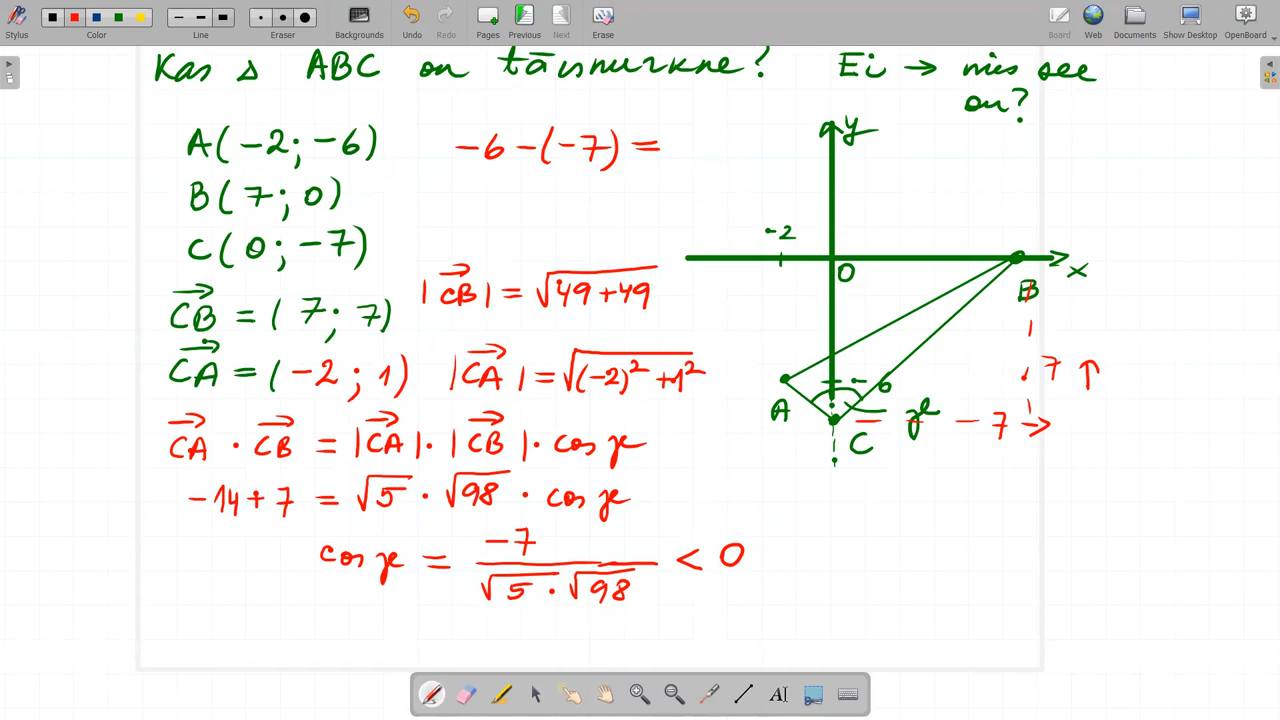 Stylus Color Line Eraser Backgrounds Undo Redo Pages Previous Next Erase Board Web Documents Show Desktop OpenBoard
Kas △ ABC on täisnurkne? Ei → mis see
on?
A(-2; -6)
-6-(-7)=
B(7; 0)
C(0; -7)
CB = (7; 7)
|CB| = √49+49
CA = (-2; 1)
|CA| = √(-2)²+1²
CA · CB = |CA| · |CB| · cos γ
-14+7 = √5 · √98 · cos γ
cos γ = -7 / √5 · √98 < 0
y
-2
O
x
B
7 ↑
-6
A
γ
-7 →
C
A